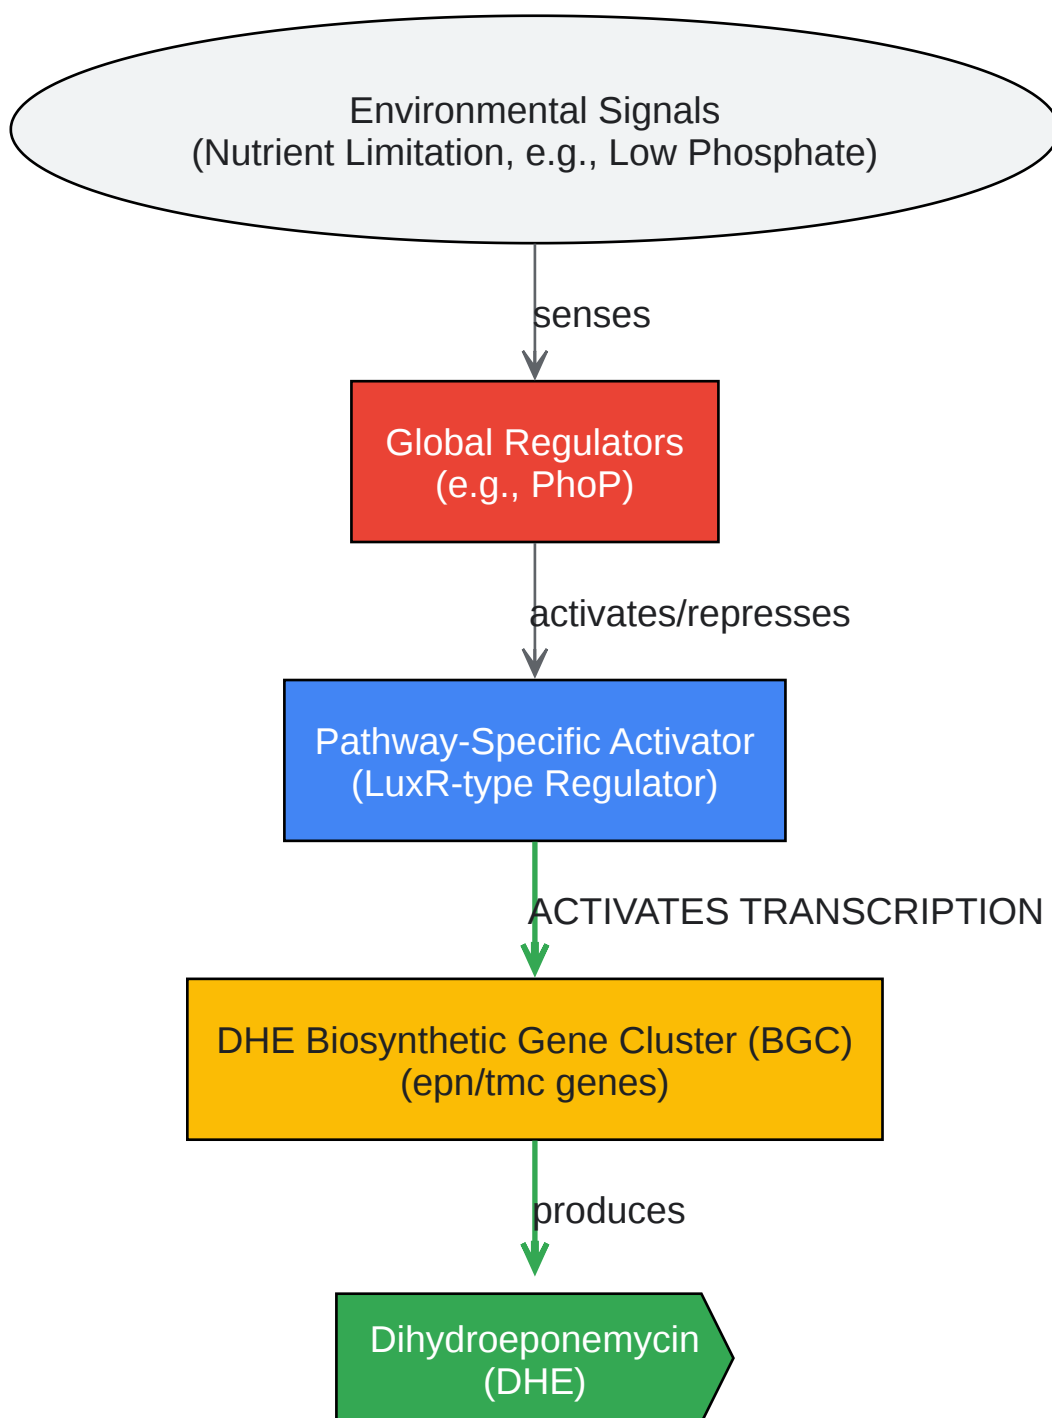 Environmental Signals
(Nutrient Limitation, e.g., Low Phosphate)
senses
Global Regulators
(e.g., PhoP)
activates/represses
Pathway-Specific Activator
(LuxR-type Regulator)
ACTIVATES TRANSCRIPTION
DHE Biosynthetic Gene Cluster (BGC)
(epn/tmc genes)
produces
Dihydroeponemycin
(DHE)